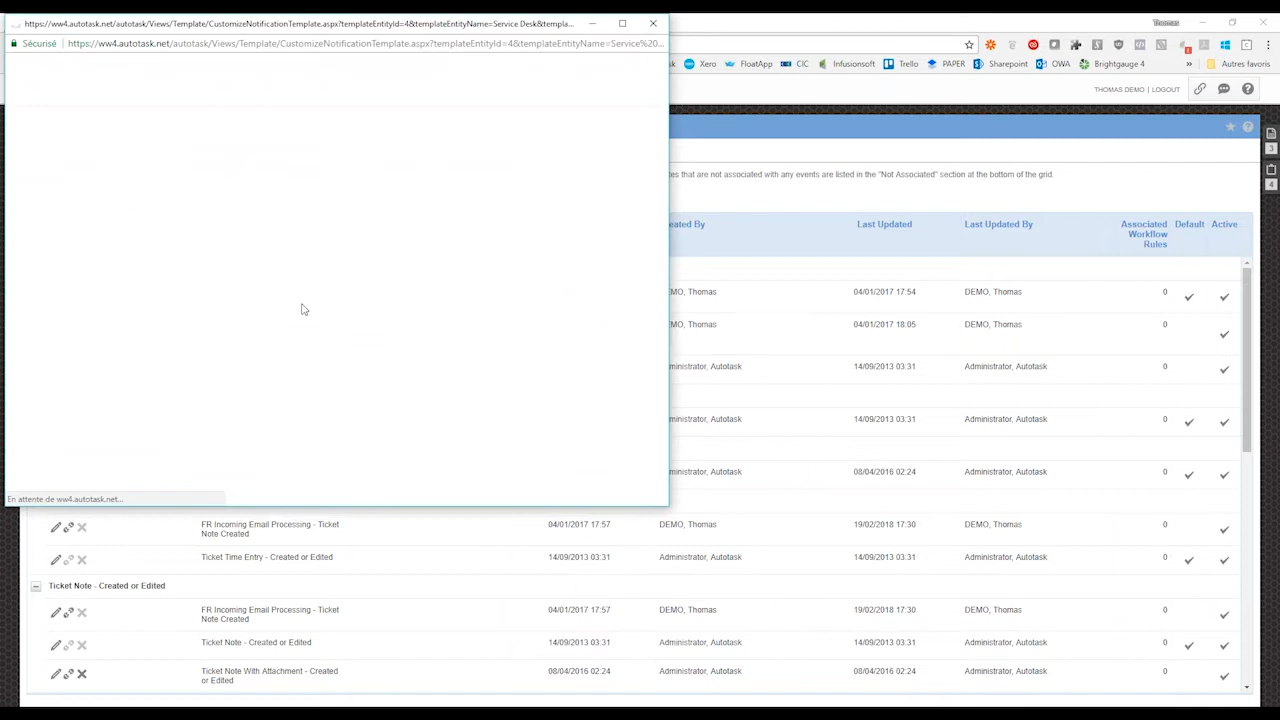 https://ww4.autotask.net/autotask/Views/Template/CustomizeNotificationTemplate.aspx?templateEntityId=4&templateEntityName=Service Desk&templa...
Thomas
Sécurisé https://ww4.autotask.net/autotask/Views/Template/CustomizeNotificationTemplate.aspx?templateEntityId=4&templateEntityName=Service%20...
Xero FloatApp CIC Infusionsoft Trello PAPER Sharepoint OWA Brightgauge 4 » Autres favoris
THOMAS DEMO | LOGOUT
3
4
that are not associated with any events are listed in the "Not Associated" section at the bottom of the grid.
By Last Updated Last Updated By Associated Workflow Rules Default Active
Thomas 04/01/2017 17:54 DEMO, Thomas 0
Thomas 04/01/2017 18:05 DEMO, Thomas 0
Autotask 14/09/2013 03:31 Administrator, Autotask 0
Autotask 14/09/2013 03:31 Administrator, Autotask 0
Autotask 08/04/2016 02:24 Administrator, Autotask 0
En attente de ww4.autotask.net...
FR Incoming Email Processing - Ticket Note Created 04/01/2017 17:57 DEMO, Thomas 19/02/2018 17:30 DEMO, Thomas 0
Ticket Time Entry - Created or Edited 14/09/2013 03:31 Administrator, Autotask 14/09/2013 03:31 Administrator, Autotask 0
Ticket Note - Created or Edited
FR Incoming Email Processing - Ticket Note Created 04/01/2017 17:57 DEMO, Thomas 19/02/2018 17:30 DEMO, Thomas 0
Ticket Note - Created or Edited 14/09/2013 03:31 Administrator, Autotask 14/09/2013 03:31 Administrator, Autotask 0
Ticket Note With Attachment - Created or Edited 08/04/2016 02:24 Administrator, Autotask 08/04/2016 02:24 Administrator, Autotask 0